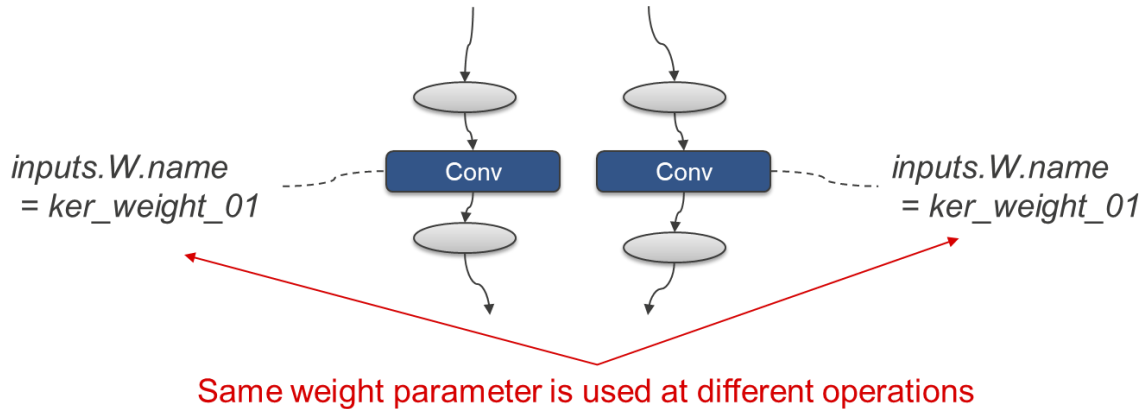 inputs.W.name
= ker_weight_01
Conv
Conv
inputs.W.name
= ker_weight_01
Same weight parameter is used at different operations